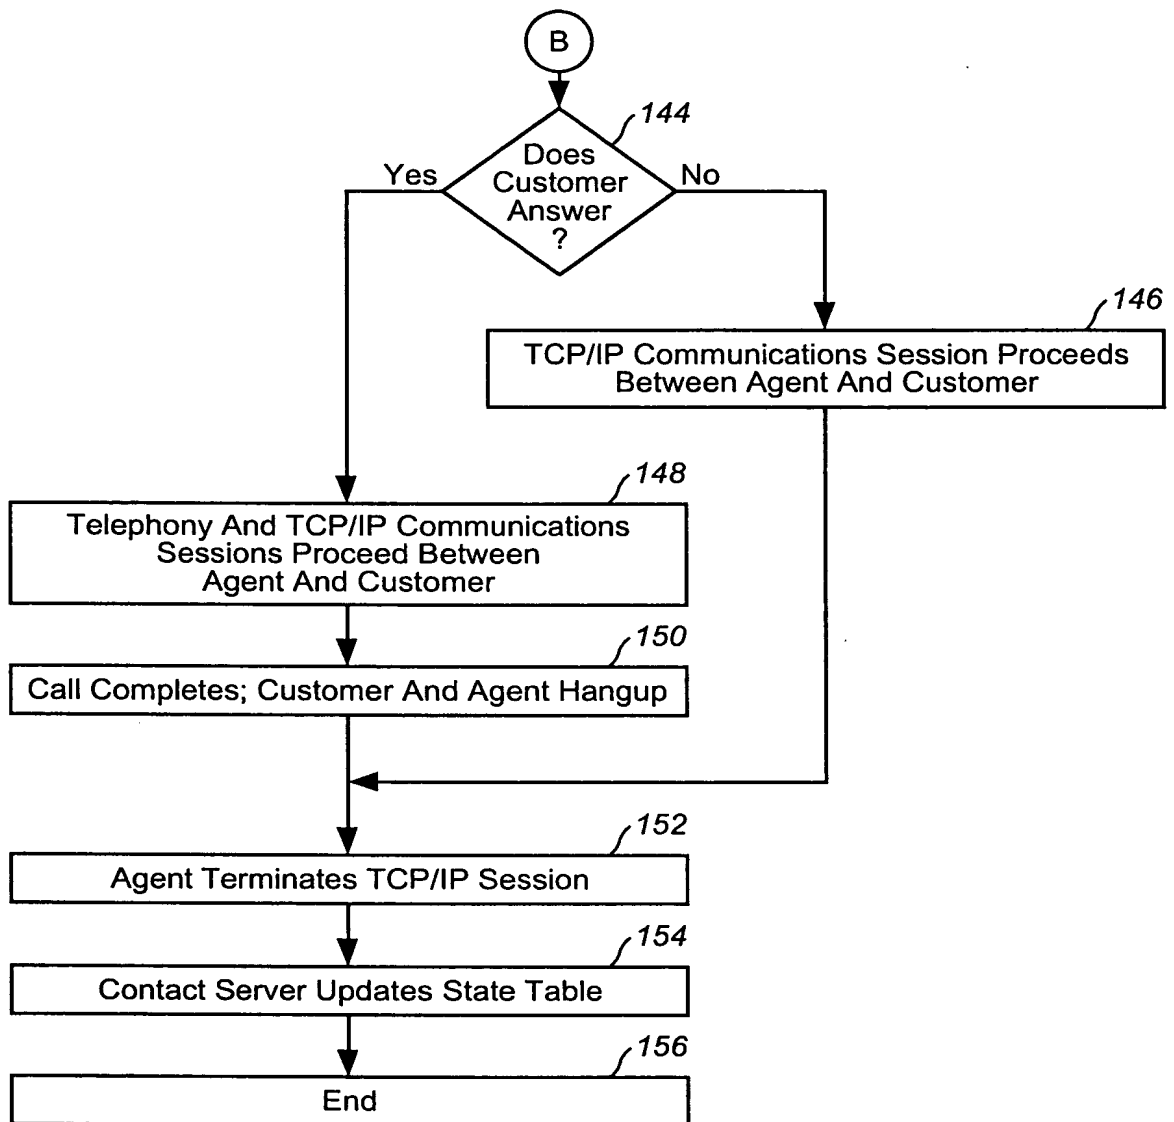 B
144
Does
Customer
Answer
?
Yes
No
146
TCP/IP Communications Session Proceeds
Between Agent And Customer
148
Telephony And TCP/IP Communications
Sessions Proceed Between
Agent And Customer
150
Call Completes; Customer And Agent Hangup
152
Agent Terminates TCP/IP Session
154
Contact Server Updates State Table
156
End